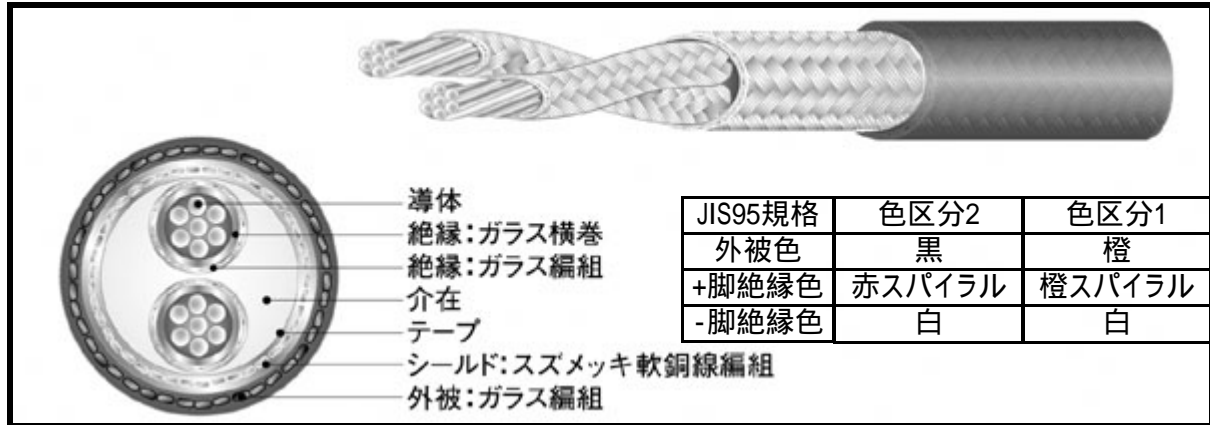 導体
絶縁:ガラス横巻
絶縁:ガラス編組
介在
テープ
シールド:スズメッキ軟銅線編組
外被:ガラス編組
JIS95規格 色区分2 色区分1
外被色 黒 橙
+脚絶縁色 赤スパイラル 橙スパイラル
-脚絶縁色 白 白